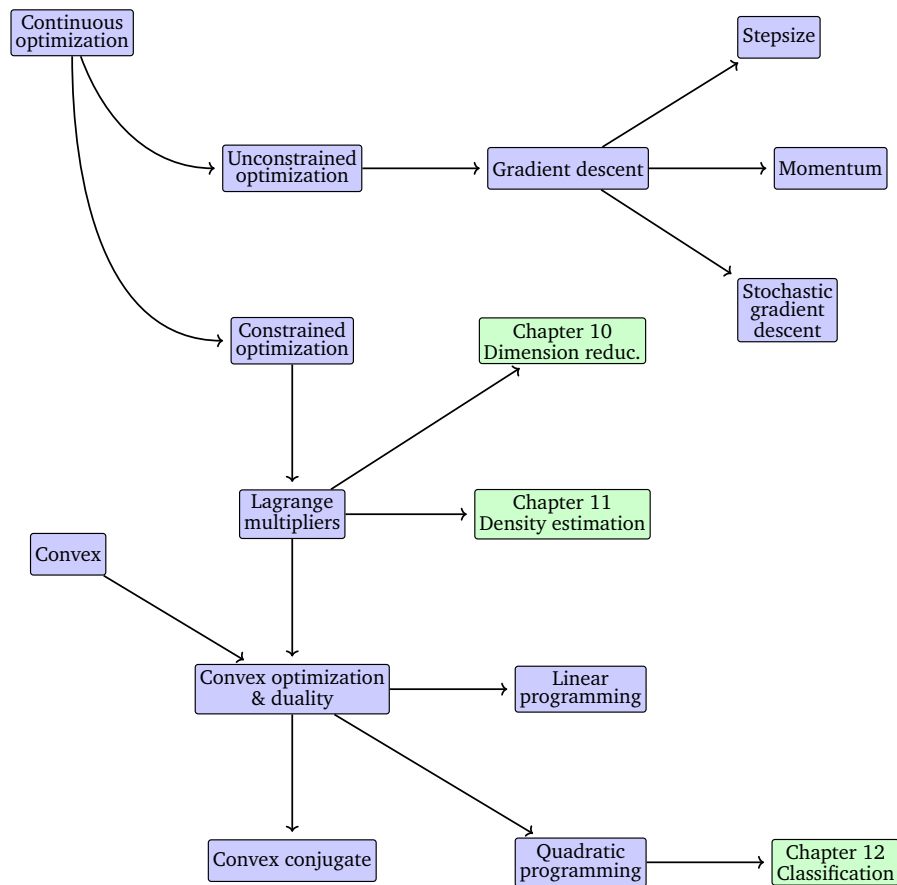 Continuous
optimization
Stepsize
Unconstrained
optimization
Gradient descent
Momentum
Stochastic
gradient
descent
Constrained
optimization
Chapter 10
Dimension reduc.
Lagrange
multipliers
Chapter 11
Density estimation
Convex
Convex optimization
& duality
Linear
programming
Convex conjugate
Quadratic
programming
Chapter 12
Classification